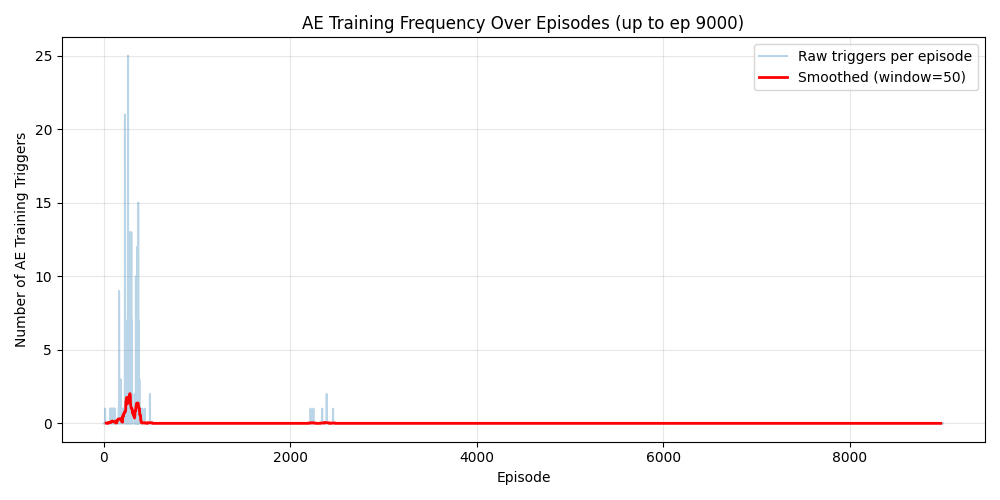 AE Training Frequency Over Episodes (up to ep 9000)
Raw triggers per episode
Smoothed (window=50)
Number of AE Training Triggers
25
20
15
10
5
0
0 2000 4000 6000 8000
Episode